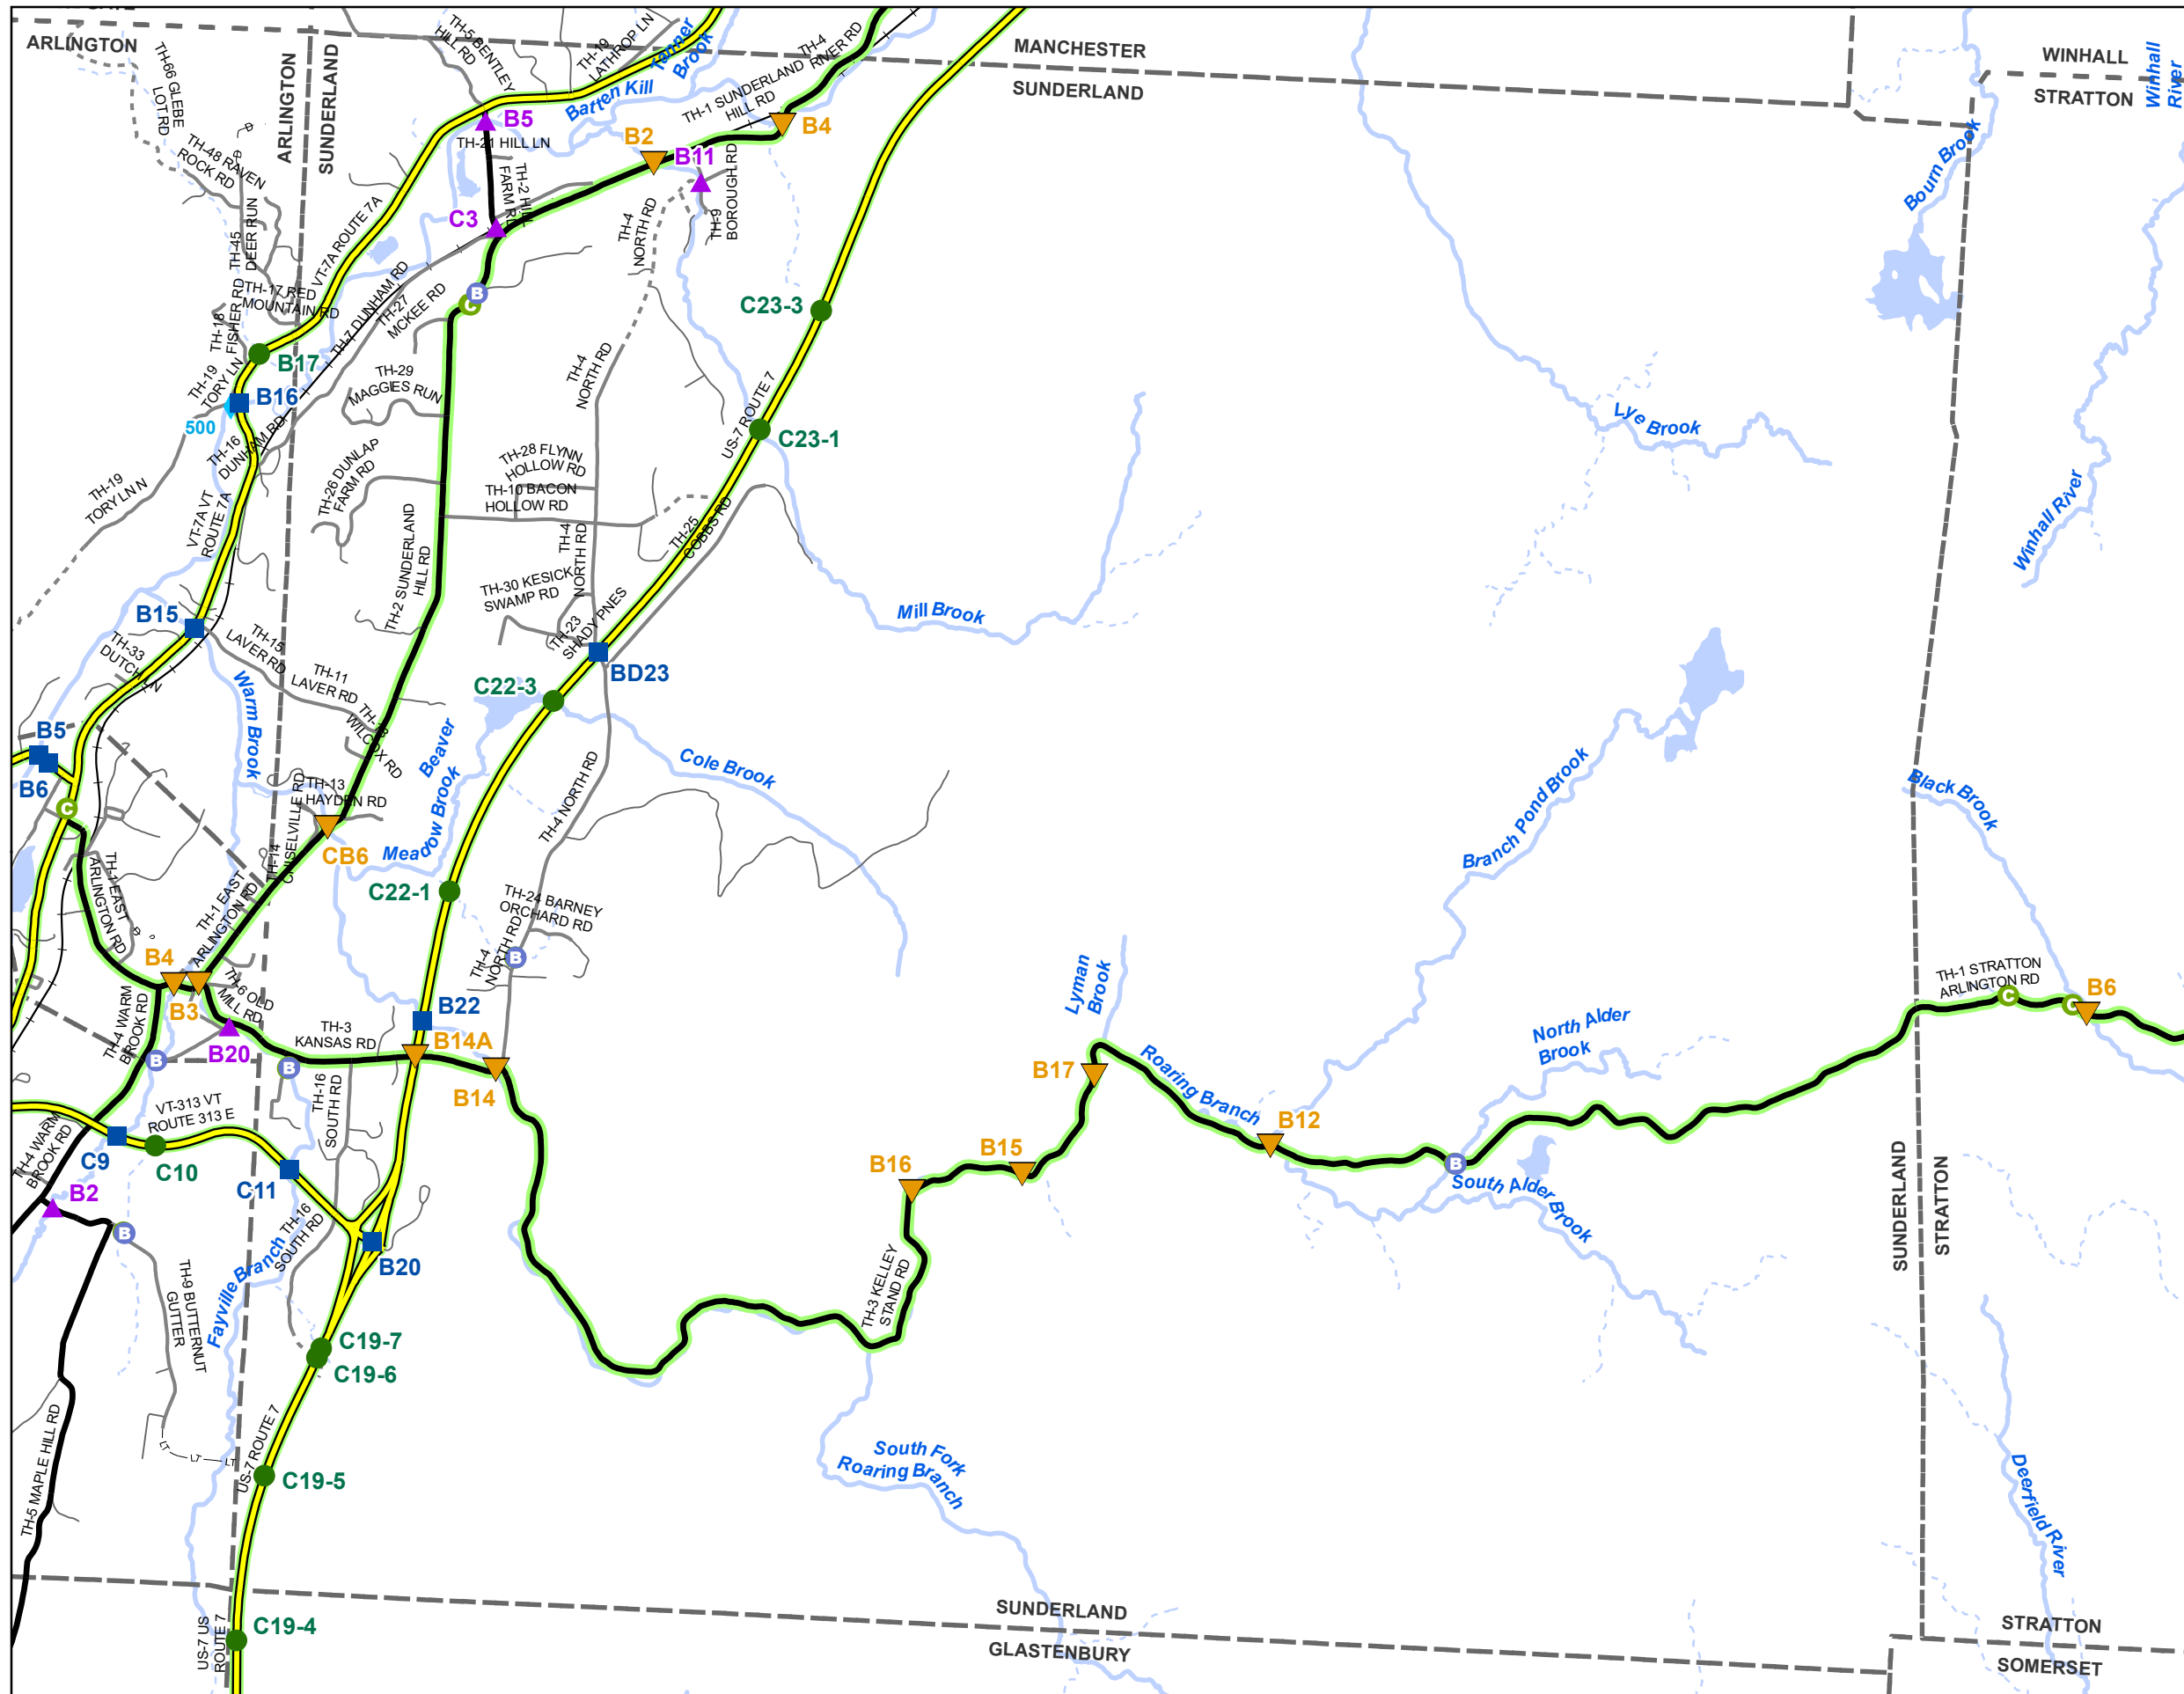 ARLINGTON
ARLINGTON
SUNDERLAND
MANCHESTER
SUNDERLAND
WINHALL
STRATTON
Winhall
River
TH-66 GLEBE
LOT RD
TH-5 BENTLEY
HILL RD
TH-19
LATHROP LN
Tanner
Brook
TH-4
RIVER RD
Batten Kill
TH-1 SUNDERLAND
HILL RD
B5
TH-21 HILL LN
B2
B11
B4
TH-48 RAVEN
ROCK RD
TH-2 HILL
FARM RD
C3
TH-9
BOROUGH RD
TH-4
NORTH RD
Bourn Brook
TH-45
DEER RUN
VT-7A ROUTE 7A
TH-17 RED
MOUNTAIN RD
TH-18
FISHER RD
TH-7 DUNHAM RD
TH-27
MCKEE RD
B
C
C23-3
B17
TH-19
TORY LN
B16
500
TH-29
MAGGIES RUN
TH-4
NORTH RD
US-7 ROUTE 7
C23-1
Lye Brook
TH-16
DUNHAM RD
TH-26 DUNLAP
FARM RD
TH-28 FLYNN
HOLLOW RD
TH-10 BACON
HOLLOW RD
TH-19
TORY LN N
VT-7A VT
ROUTE 7A
TH-25
COBBS RD
Winhall River
TH-2 SUNDERLAND
HILL RD
TH-4
NORTH RD
TH-30 KESICK
SWAMP RD
TH-23
SHADY PNES
Mill Brook
B15
TH-33
DUTCH LN
TH-15
LAVER RD
TH-11
LAVER RD
BD23
C22-3
Warm Brook
WILCOX RD
Beaver
Meadow Brook
Cole Brook
B5
B6
C
TH-13
HAYDEN RD
TH-14
CHISELVILLE RD
CB6
TH-4 NORTH RD
Branch Pond Brook
Black Brook
C22-1
TH-1 EAST
ARLINGTON RD
TH-1 EAST
ARLINGTON RD
TH-24 BARNEY
ORCHARD RD
TH-4
NORTH RD
B
B4
B3
TH-6 OLD
MILL RD
TH-4 WARM
BROOK RD
B
B20
TH-3
KANSAS RD
B
B22
B14A
B14
Lyman
Brook
B17
Roaring Branch
North Alder
Brook
TH-1 STRATTON
ARLINGTON RD
C
C
B6
VT-313 VT
ROUTE 313 E
TH-16
SOUTH RD
TH-4 WARM
BROOK RD
C9
C10
C11
B2
B
B16
B15
B12
B
South Alder Brook
SUNDERLAND
STRATTON
TH-16
SOUTH RD
B20
Fayville Branch
TH-9 BUTTERNUT
GUTTER
TH-3 KELLEY
STAND RD
C19-7
C19-6
TH-5 MAPLE HILL RD
LT
LT
LT
US-7 ROUTE 7
C19-5
South Fork
Roaring Branch
Deerfield River
US-7 US
ROUTE 7
C19-4
SUNDERLAND
GLASTENBURY
STRATTON
SOMERSET